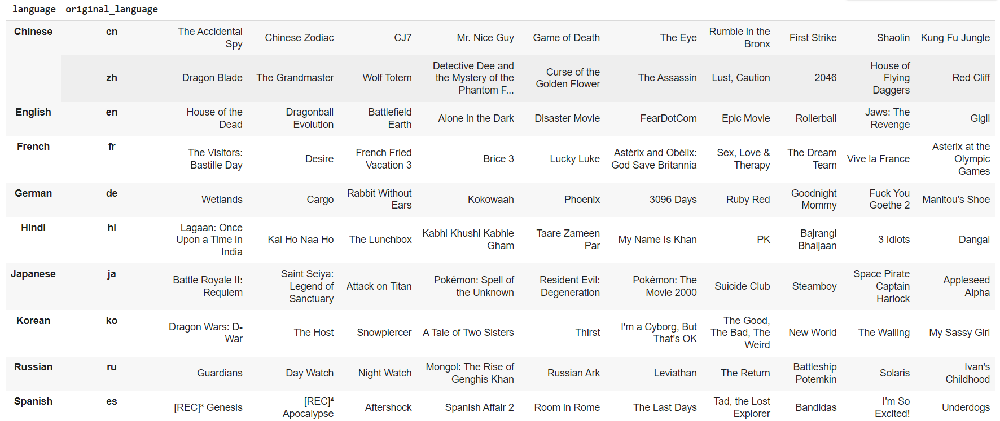 language original_language
Chinese cn The Accidental Spy Chinese Zodiac CJ7 Mr. Nice Guy Game of Death The Eye Rumble in the Bronx First Strike Shaolin Kung Fu Jungle
zh Dragon Blade The Grandmaster Wolf Totem Detective Dee and the Mystery of the Phantom F... Curse of the Golden Flower The Assassin Lust, Caution 2046 House of Flying Daggers Red Cliff
English en House of the Dead Dragonball Evolution Battlefield Earth Alone in the Dark Disaster Movie FearDotCom Epic Movie Rollerball Jaws: The Revenge Gigli
French fr The Visitors: Bastille Day Desire French Fried Vacation 3 Brice 3 Lucky Luke Astérix and Obélix: God Save Britannia Sex, Love & Therapy The Dream Team Vive la France Asterix at the Olympic Games
German de Wetlands Cargo Rabbit Without Ears Kokowaah Phoenix 3096 Days Ruby Red Goodnight Mommy Fuck You Goethe 2 Manitou's Shoe
Hindi hi Lagaan: Once Upon a Time in India Kal Ho Naa Ho The Lunchbox Kabhi Khushi Kabhie Gham Taare Zameen Par My Name Is Khan PK Bajrangi Bhaijaan 3 Idiots Dangal
Japanese ja Battle Royale II: Requiem Saint Seiya: Legend of Sanctuary Attack on Titan Pokémon: Spell of the Unknown Resident Evil: Degeneration Pokémon: The Movie 2000 Suicide Club Steamboy Space Pirate Captain Harlock Appleseed Alpha
Korean ko Dragon Wars: D-War The Host Snowpiercer A Tale of Two Sisters Thirst I'm a Cyborg, But That's OK The Good, The Bad, The Weird New World The Wailing My Sassy Girl
Russian ru Guardians Day Watch Night Watch Mongol: The Rise of Genghis Khan Russian Ark Leviathan The Return Battleship Potemkin Solaris Ivan's Childhood
Spanish es [REC]³ Genesis [REC]⁴ Apocalypse Aftershock Spanish Affair 2 Room in Rome The Last Days Tad, the Lost Explorer Bandidas I'm So Excited! Underdogs